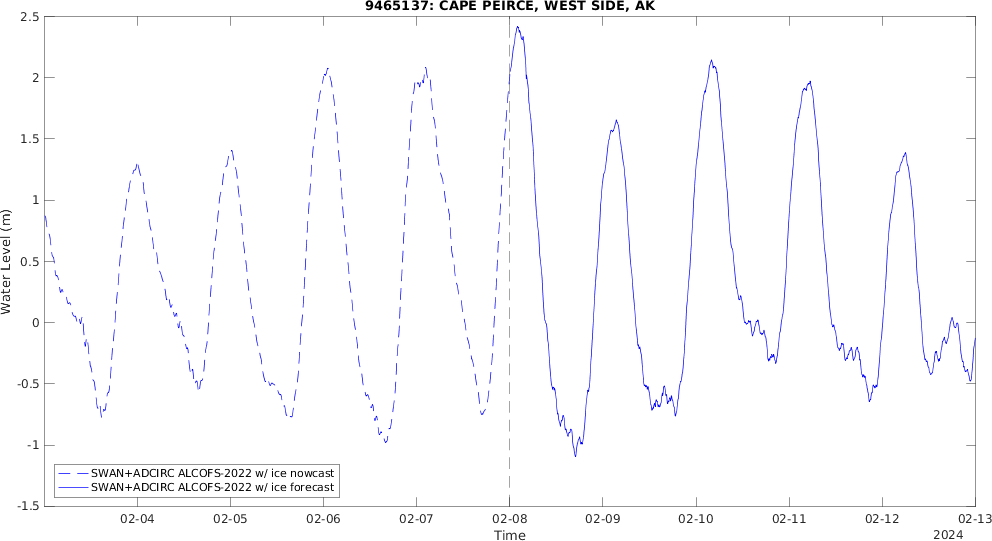 9465137: CAPE PEIRCE, WEST SIDE, AK
Water Level (m)
2.5
2
1.5
1
0.5
0
-0.5
-1
-1.5
SWAN+ADCIRC ALCOFS-2022 w/ ice nowcast
SWAN+ADCIRC ALCOFS-2022 w/ ice forecast
02-04 02-05 02-06 02-07 02-08 02-09 02-10 02-11 02-12 02-13
Time
2024